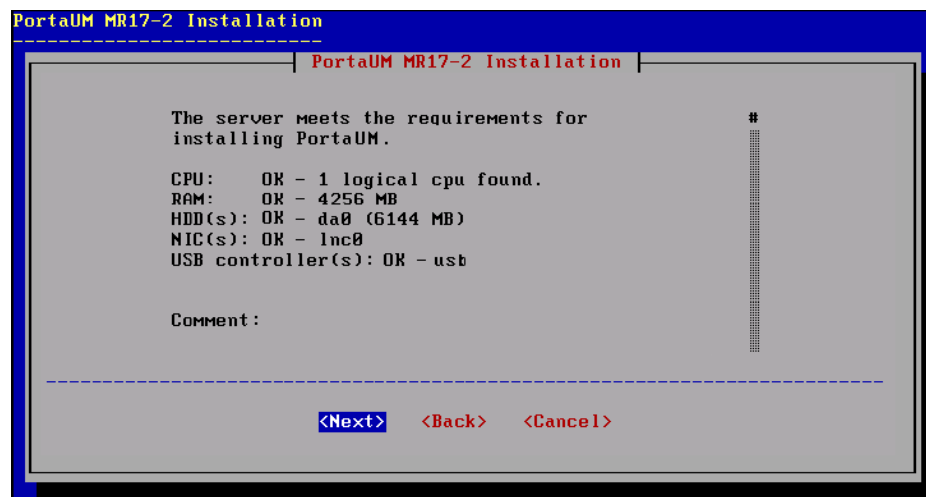 PortaUM MR17-2 Installation
PortaUM MR17-2 Installation
The server meets the requirements for
installing PortaUM.
CPU: OK - 1 logical cpu found.
RAM: OK - 4256 MB
HDD(s): OK - da0 (6144 MB)
NIC(s): OK - lnc0
USB controller(s): OK - usb
Comment:
<Next> <Back> <Cancel>